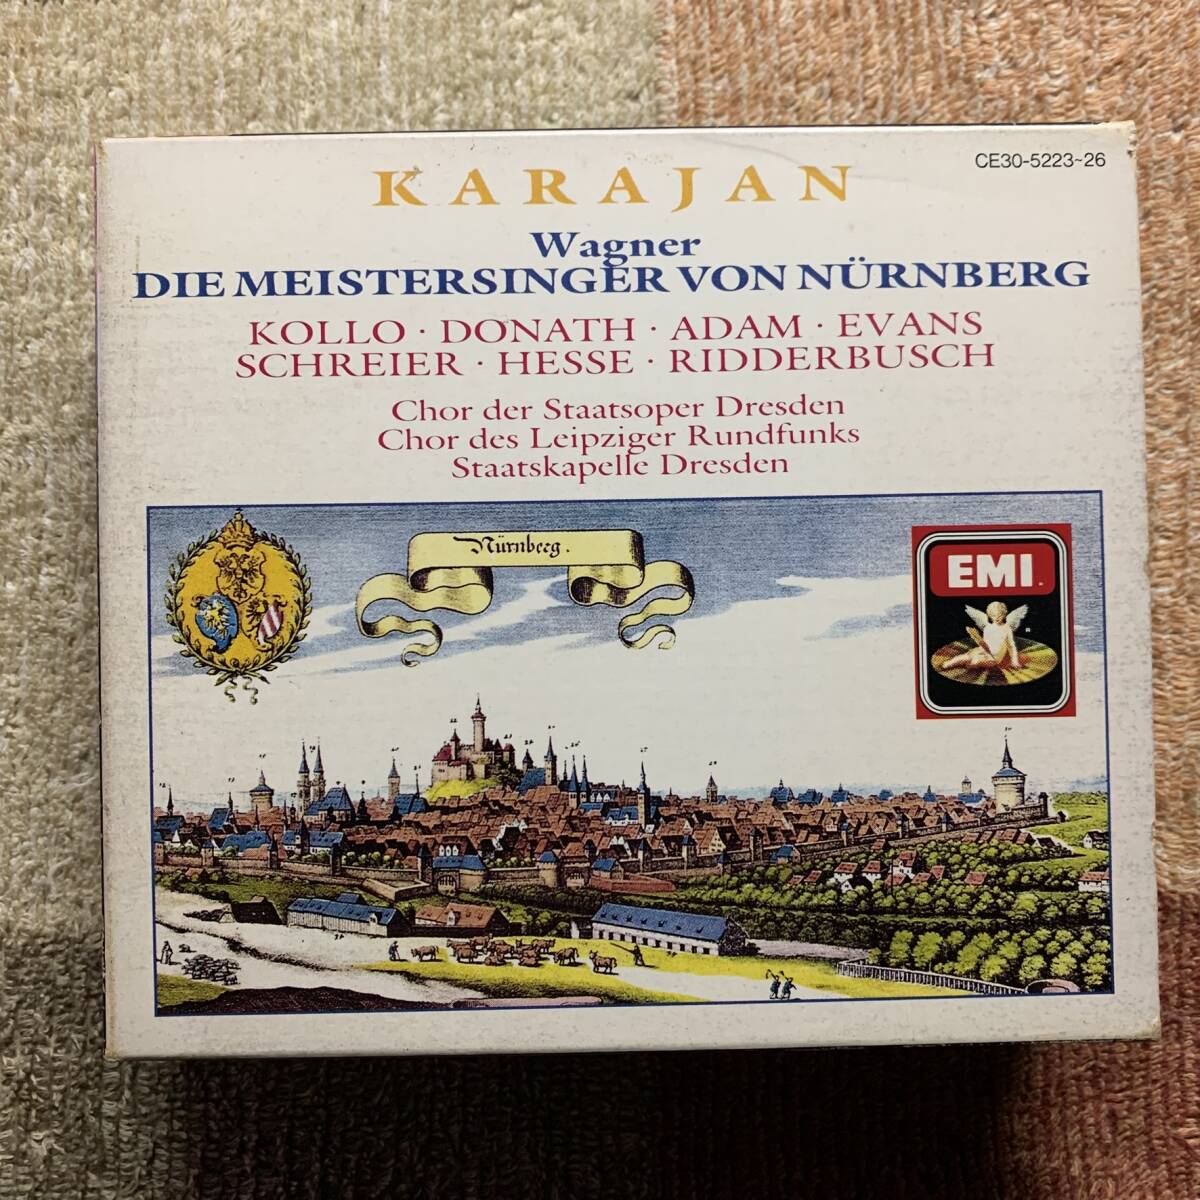 CE30-5223~26
KARAJAN
Wagner
DIE MEISTERSINGER VON NÜRNBERG
KOLLO · DONATH · ADAM · EVANS
SCHREIER · HESSE · RIDDERBUSCH
Chor der Staatsoper Dresden
Chor des Leipziger Rundfunks
Staatskapelle Dresden
Nürnberg.
EMI